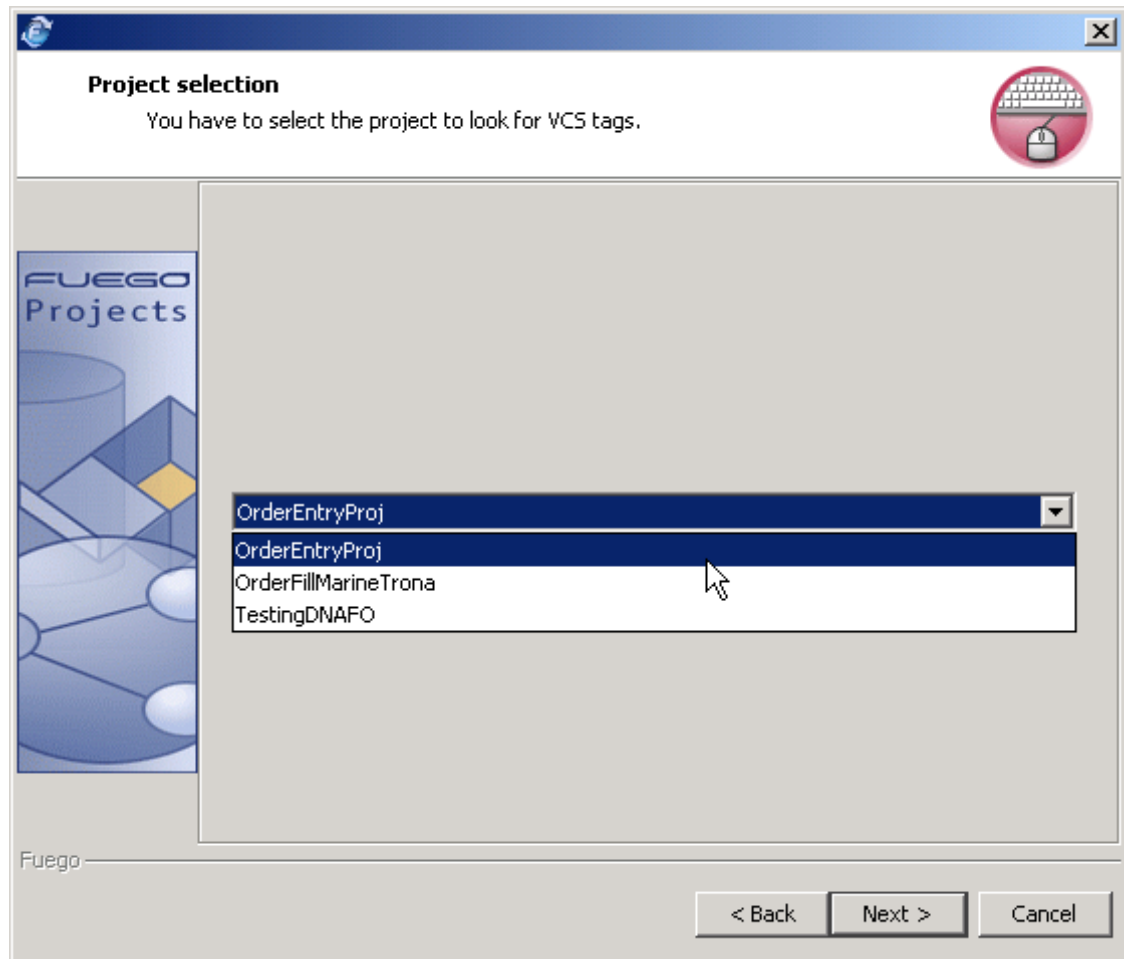 Project selection
You have to select the project to look for VCS tags.
FUEGO
Projects
OrderEntryProj
OrderEntryProj
OrderFillMarineTrona
TestingDNAFO
Fuego
< Back Next > Cancel